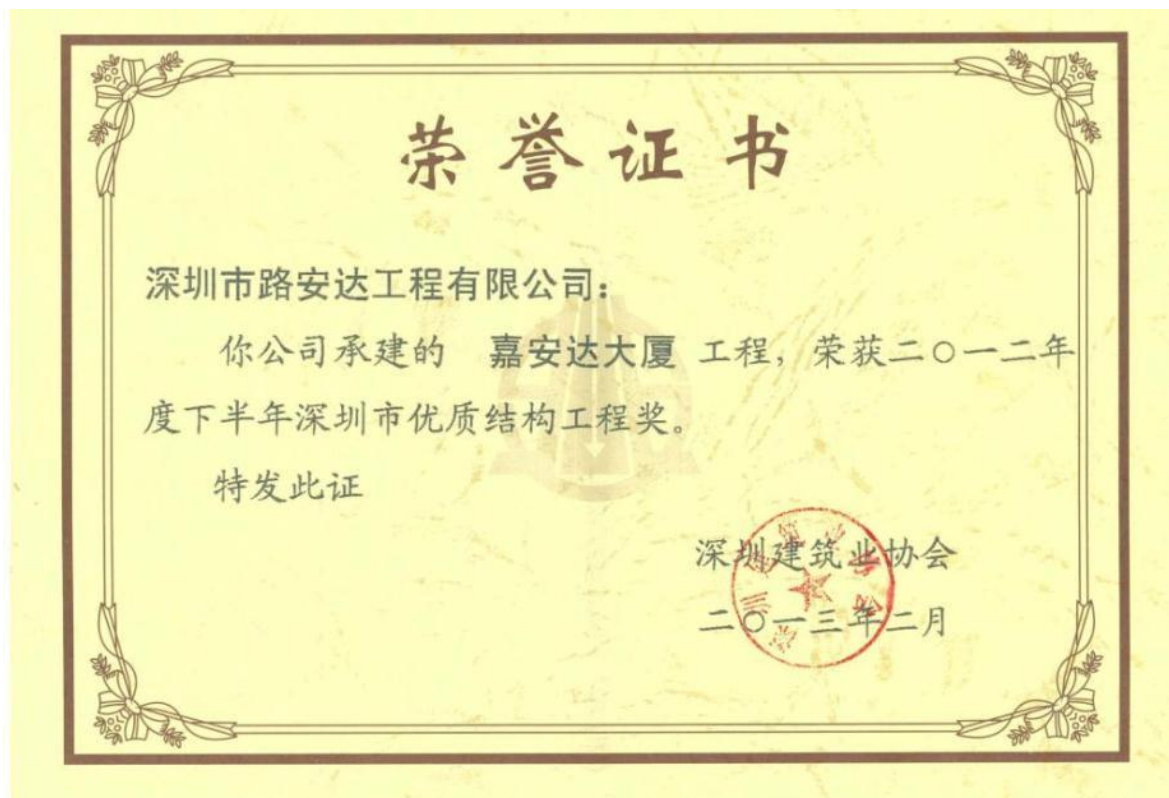 荣誉证书
深圳市路安达工程有限公司：
你公司承建的 嘉安达大厦 工程，荣获二〇一二年
度下半年深圳市优质结构工程奖。
特发此证
深圳建筑业协会
二〇一三年二月